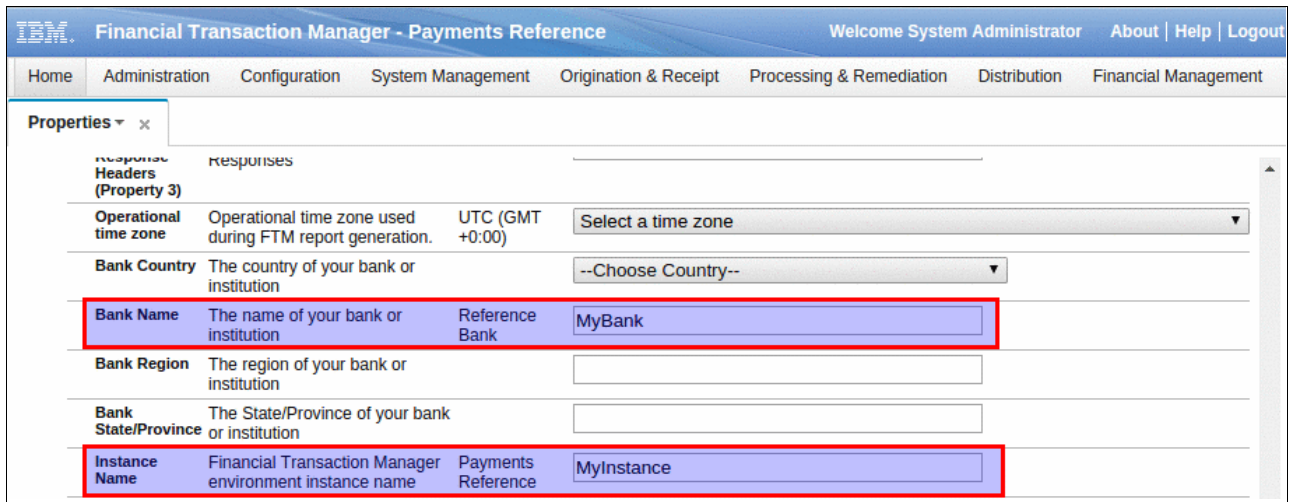 IBM. Financial Transaction Manager - Payments Reference Welcome System Administrator About | Help | Logout
Home Administration Configuration System Management Origination & Receipt Processing & Remediation Distribution Financial Management
Properties
Response Responses
Headers
(Property 3)
Operational Operational time zone used UTC (GMT Select a time zone
time zone during FTM report generation. +0:00)
Bank Country The country of your bank or --Choose Country--
institution
Bank Name The name of your bank or Reference MyBank
institution Bank
Bank Region The region of your bank or
institution
Bank The State/Province of your bank
State/Province or institution
Instance Financial Transaction Manager Payments MyInstance
Name environment instance name Reference